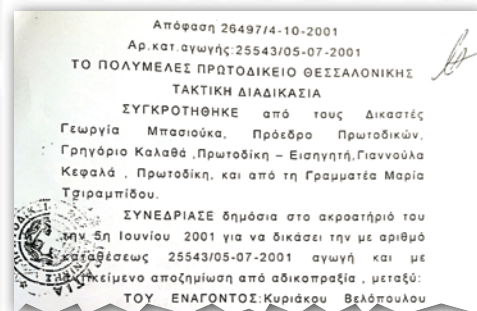 Απόφαση 26497/4-10-2001
Αρ.κατ.αγωγής:25543/05-07-2001
ΤΟ ΠΟΛΥΜΕΛΕΣ ΠΡΩΤΟΔΙΚΕΙΟ ΘΕΣΣΑΛΟΝΙΚΗΣ
ΤΑΚΤΙΚΗ ΔΙΑΔΙΚΑΣΙΑ
ΣΥΓΚΡΟΤΗΘΗΚΕ από τους Δικαστές
Γεωργία Μπασιούκα, Πρόεδρο Πρωτοδικών,
Γρηγόριο Καλαθά ,Πρωτοδίκη – Εισηγητή,Γιαννούλα
Κεφαλά , Πρωτοδίκη, και από τη Γραμματέα Μαρία
Τσιραμπίδου.
ΣΥΝΕΔΡΙΑΣΕ δημόσια στο ακροατήριό του
την 5η Ιουνίου 2001 για να δικάσει την με αριθμό
καταθέσεως 25543/05-07-2001 αγωγή και με
αντικείμενο αποζημίωση από αδικοπραξία , μεταξύ:
ΤΟΥ ΕΝΑΓΟΝΤΟΣ:Κυριάκου Βελόπουλου